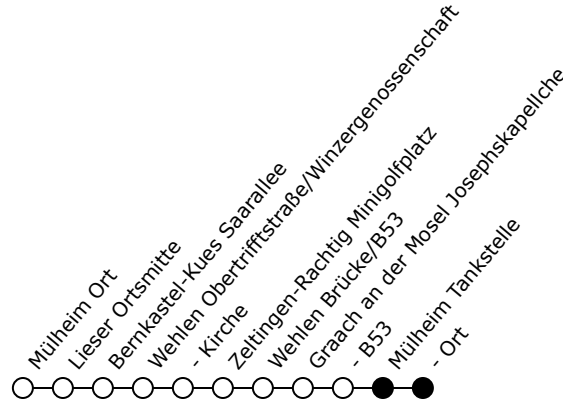 Mülheim Ort
Lieser Ortsmitte
Bernkastel-Kues Saarallee
Wehlen Obertrifftstraße/Winzergenossenschaft
- Kirche
Zeltingen-Rachtig Minigolfplatz
Wehlen Brücke/B53
Graach an der Mosel Josephskapellche
- B53
Mülheim Tankstelle
- Ort